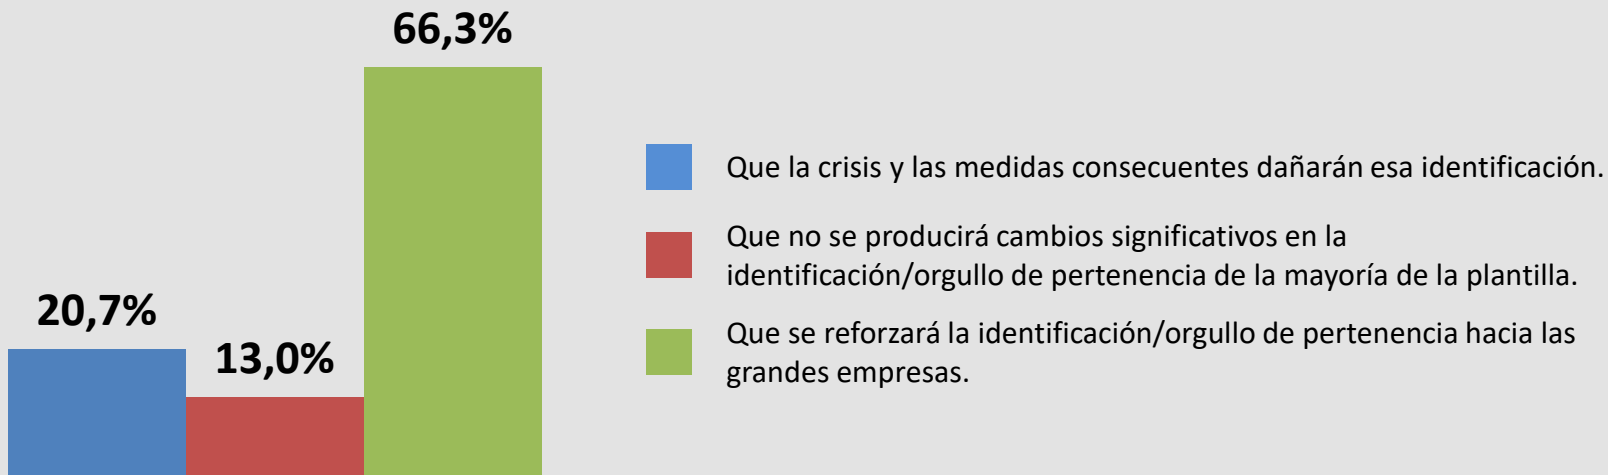 66,3%
20,7%
13,0%
Que la crisis y las medidas consecuentes dañarán esa identificación.
Que no se producirá cambios significativos en la
identificación/orgullo de pertenencia de la mayoría de la plantilla.
Que se reforzará la identificación/orgullo de pertenencia hacia las
grandes empresas.